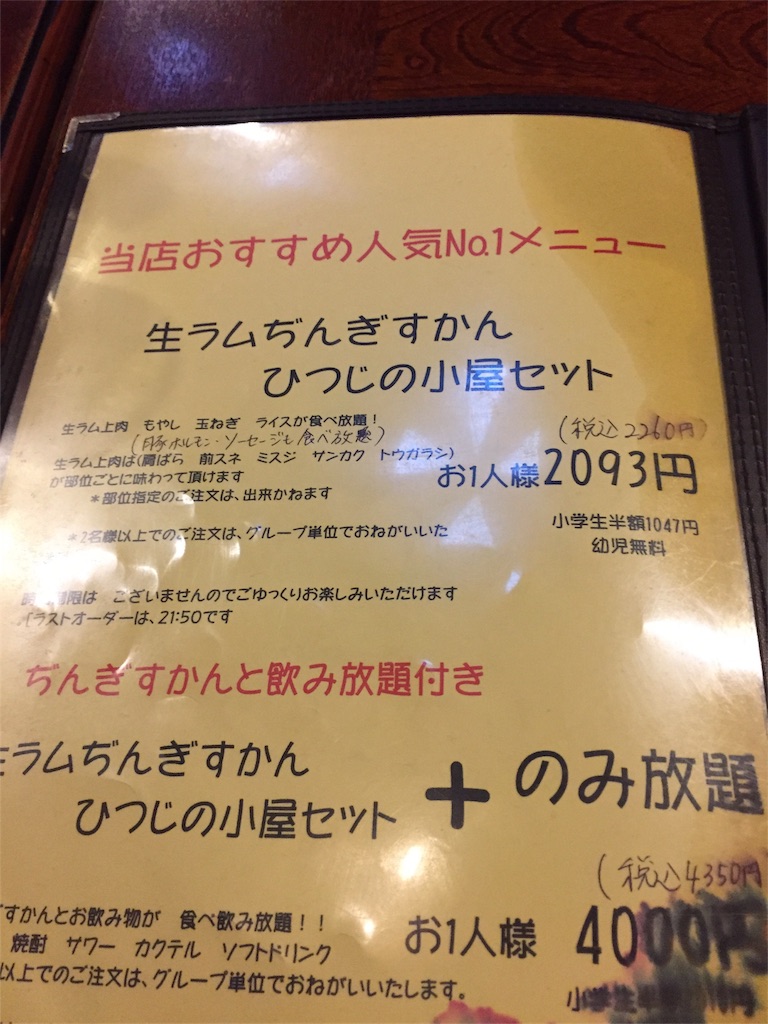 当店おすすめ人気No.1メニュー
生ラムぢんぎすかん
ひつじの小屋セット
生ラム上肉 もやし 玉ねぎ ライスが食べ放題！
(豚ホルモン・ソーセージも食べ放題)
生ラム上肉は(肩ばら 前スネ ミスジ サンカク トウガラシ)
が部位ごとに味わって頂けます
＊部位指定のご注文は、出来かねます
(税込2260円)
お1人様2093円
＊2名様以上でのご注文は、グループ単位でおねがいいた
小学生半額1047円
幼児無料
限は ございませんのでごゆっくりお楽しみいただけます
ラストオーダーは、21:50です
ぢんぎすかんと飲み放題付き
生ラムぢんぎすかん
ひつじの小屋セット
＋ のみ放題
(税込4350円
すかんとお飲み物が 食べ飲み放題！！
焼酎 サワー カクテル ソフトドリンク
お1人様 4000円
以上でのご注文は、グループ単位でおねがいいたします。
小学生半